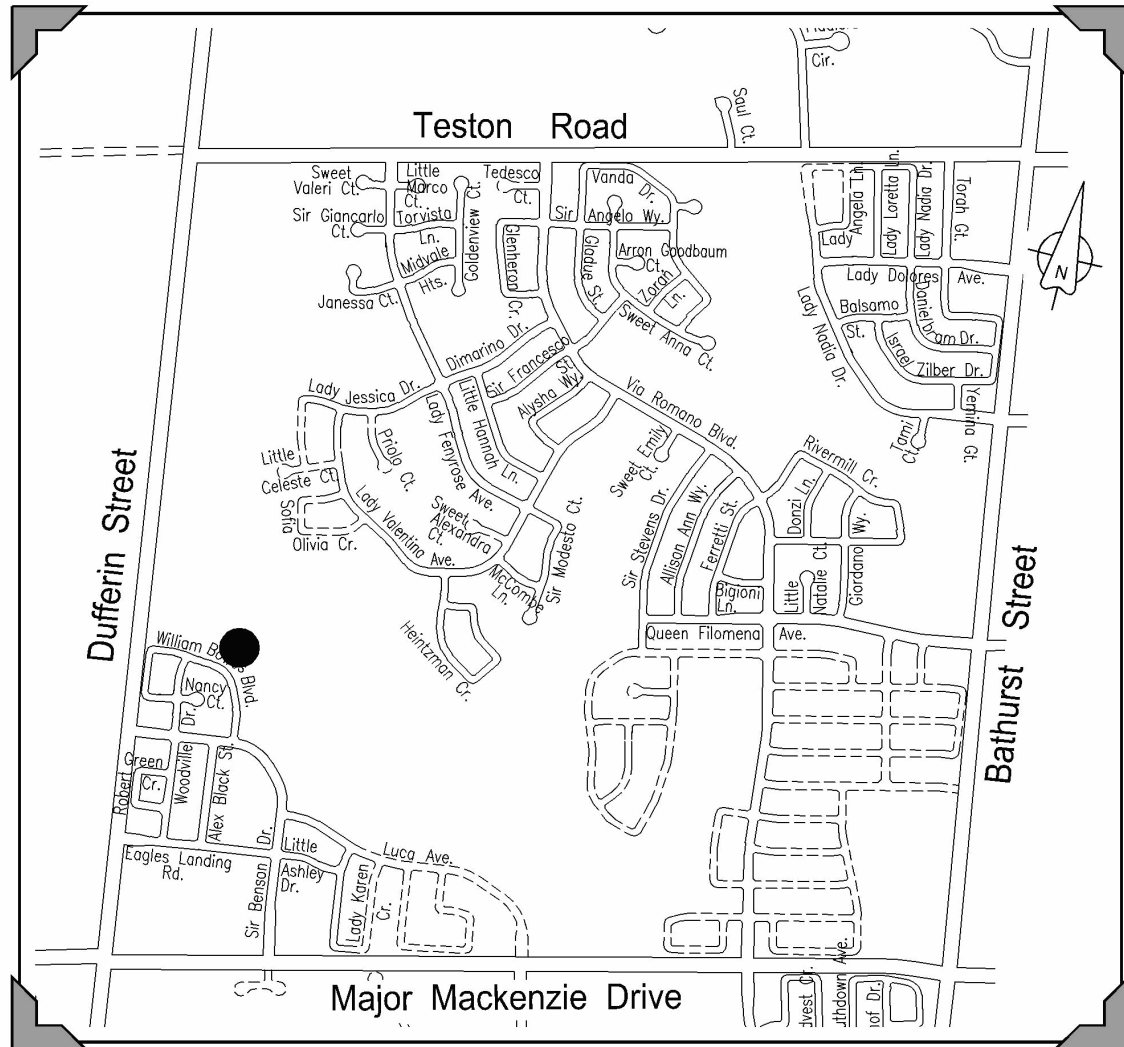 Cir.
Saul Ct.
Teston Road
Sweet
Valeri Ct.
Little
Marco
Ct.
Tedesco
Ct.
Vanda Dr.
Sir Giancarlo
Ct.
Torvista
Ln.
Goldenview Ct.
Sir
Angelo Wy.
Midvale
Hts.
Glenheron
Cr.
Gladue St.
Arron Goodbaum
Ct.
Zorah
Ln.
Janessa Ct.
Sweet Anna Ct.
Lady
Angela Ln.
Lady Loretta Ln.
Lady Nadia Dr.
Torah Gt.
Lady Dolores Ave.
Balsamo
St.
Danielbram Dr.
Israel
Zilber Dr.
Lady Nadia Dr.
Tami
Ct.
Yemina Gt.
N
Dimarino Dr.
Sir Francesco
St.
Alysha Wy.
Lady
Jessica Dr.
Little Hannah
Ln.
Lady Fenyrose Ave.
Priolo Ct.
Little
Celeste Ct.
Sofia
Olivia Cr.
Lady Valentina Ave.
Sweet
Alexandra
Ct.
McCombe
Ln.
Sir Modesto Ct.
Heintzman Cr.
Via Romano Blvd.
Sweet Emily
Ct.
Sir Stevens Dr.
Allison Ann Wy.
Ferretti St.
Bigioni
Ln.
Rivermill Cr.
Donzi
Ln.
Little
Natalie Ct.
Giordano
Wy.
Queen Filomena Ave.
Dufferin Street
Bathurst Street
William
Blvd.
Nancy
Ct.
Woodville
Dr.
Robert
Green
Cr.
Alex Black St.
Eagles Landing
Rd.
Sir Benson
Dr.
Little
Ashley
Dr.
Luca Ave.
Lady Karen
Cr.
Major Mackenzie Drive